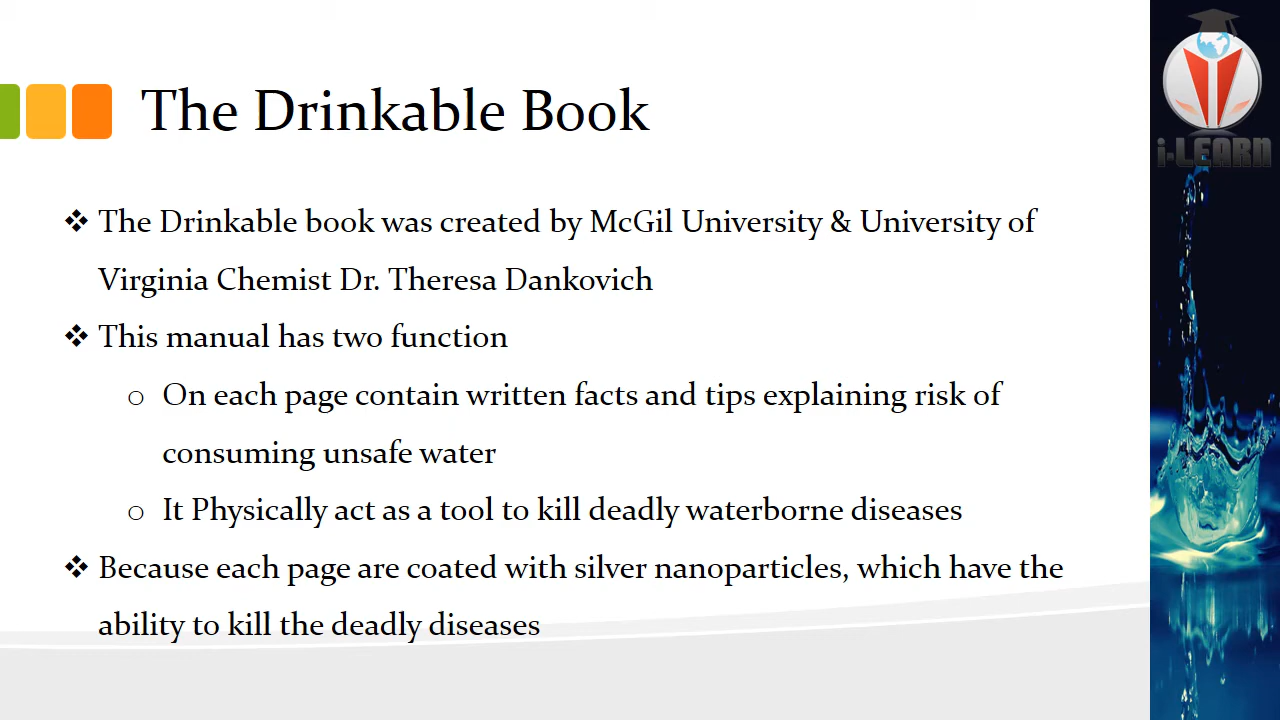 The Drinkable Book
i-LEARN
❖ The Drinkable book was created by McGil University & University of
Virginia Chemist Dr. Theresa Dankovich
❖ This manual has two function
o On each page contain written facts and tips explaining risk of
consuming unsafe water
o It Physically act as a tool to kill deadly waterborne diseases
❖ Because each page are coated with silver nanoparticles, which have the
ability to kill the deadly diseases